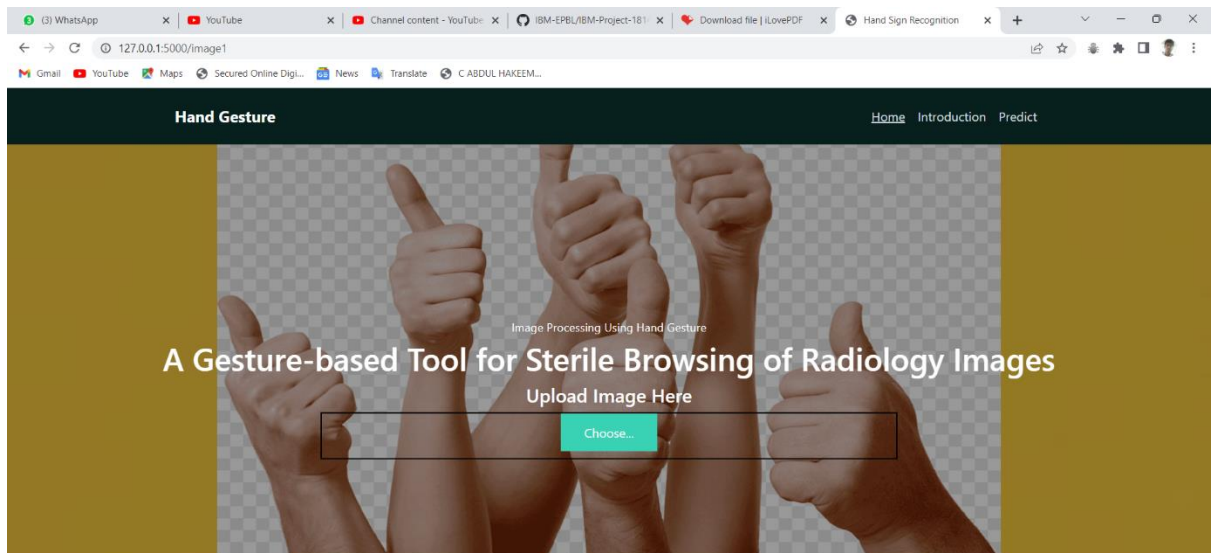 (3) WhatsApp
YouTube
Channel content - YouTube
IBM-EPBL/IBM-Project-181
Download file | iLovePDF
Hand Sign Recognition
127.0.0.1:5000/image1
Gmail
YouTube
Maps
Secured Online Digi...
News
Translate
C ABDUL HAKEEM...
Hand Gesture
Home Introduction Predict
Image Processing Using Hand Gesture
A Gesture-based Tool for Sterile Browsing of Radiology Images
Upload Image Here
Choose...